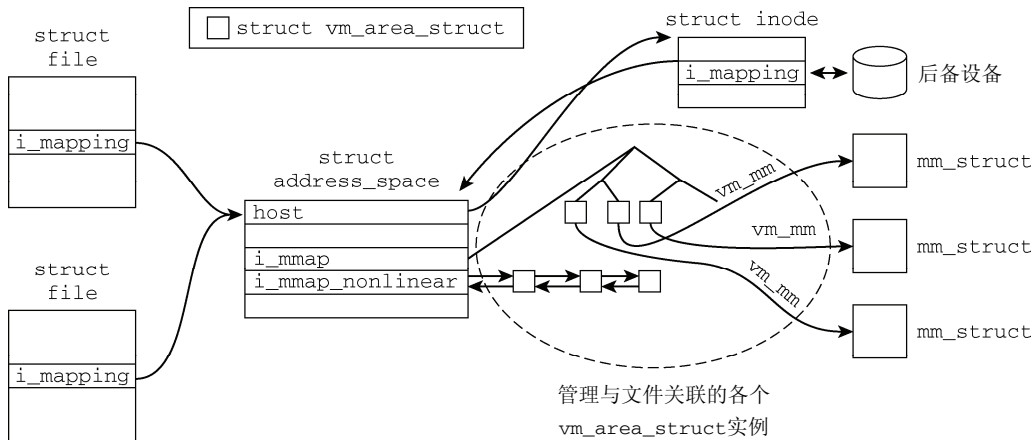 struct
file
i_mapping
struct vm_area_struct
struct inode
i_mapping
后备设备
struct
address_space
host
i_mmap
i_mmap_nonlinear
vm_mm
mm_struct
vm_mm
mm_struct
vm_mm
mm_struct
struct
file
i_mapping
管理与文件关联的各个
vm_area_struct实例